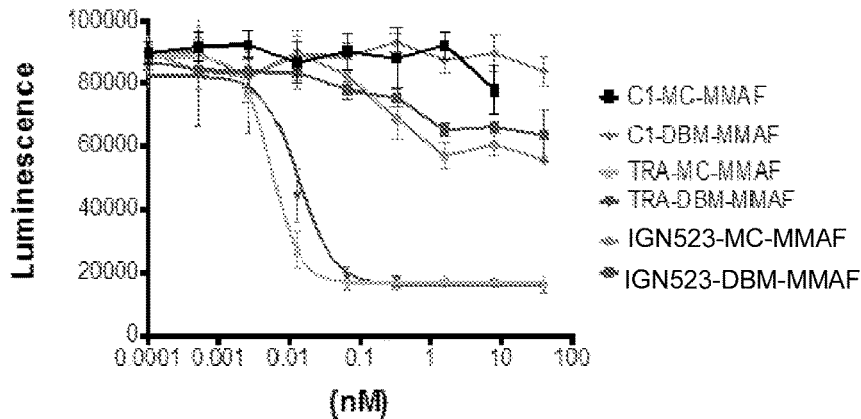 Luminescence
100000
80000
60000
40000
20000
0
0.0001
0.001
0.01
0.1
1
10
100
(nM)
C1-MC-MMAF
C1-DBM-MMAF
TRA-MC-MMAF
TRA-DBM-MMAF
IGN523-MC-MMAF
IGN523-DBM-MMAF